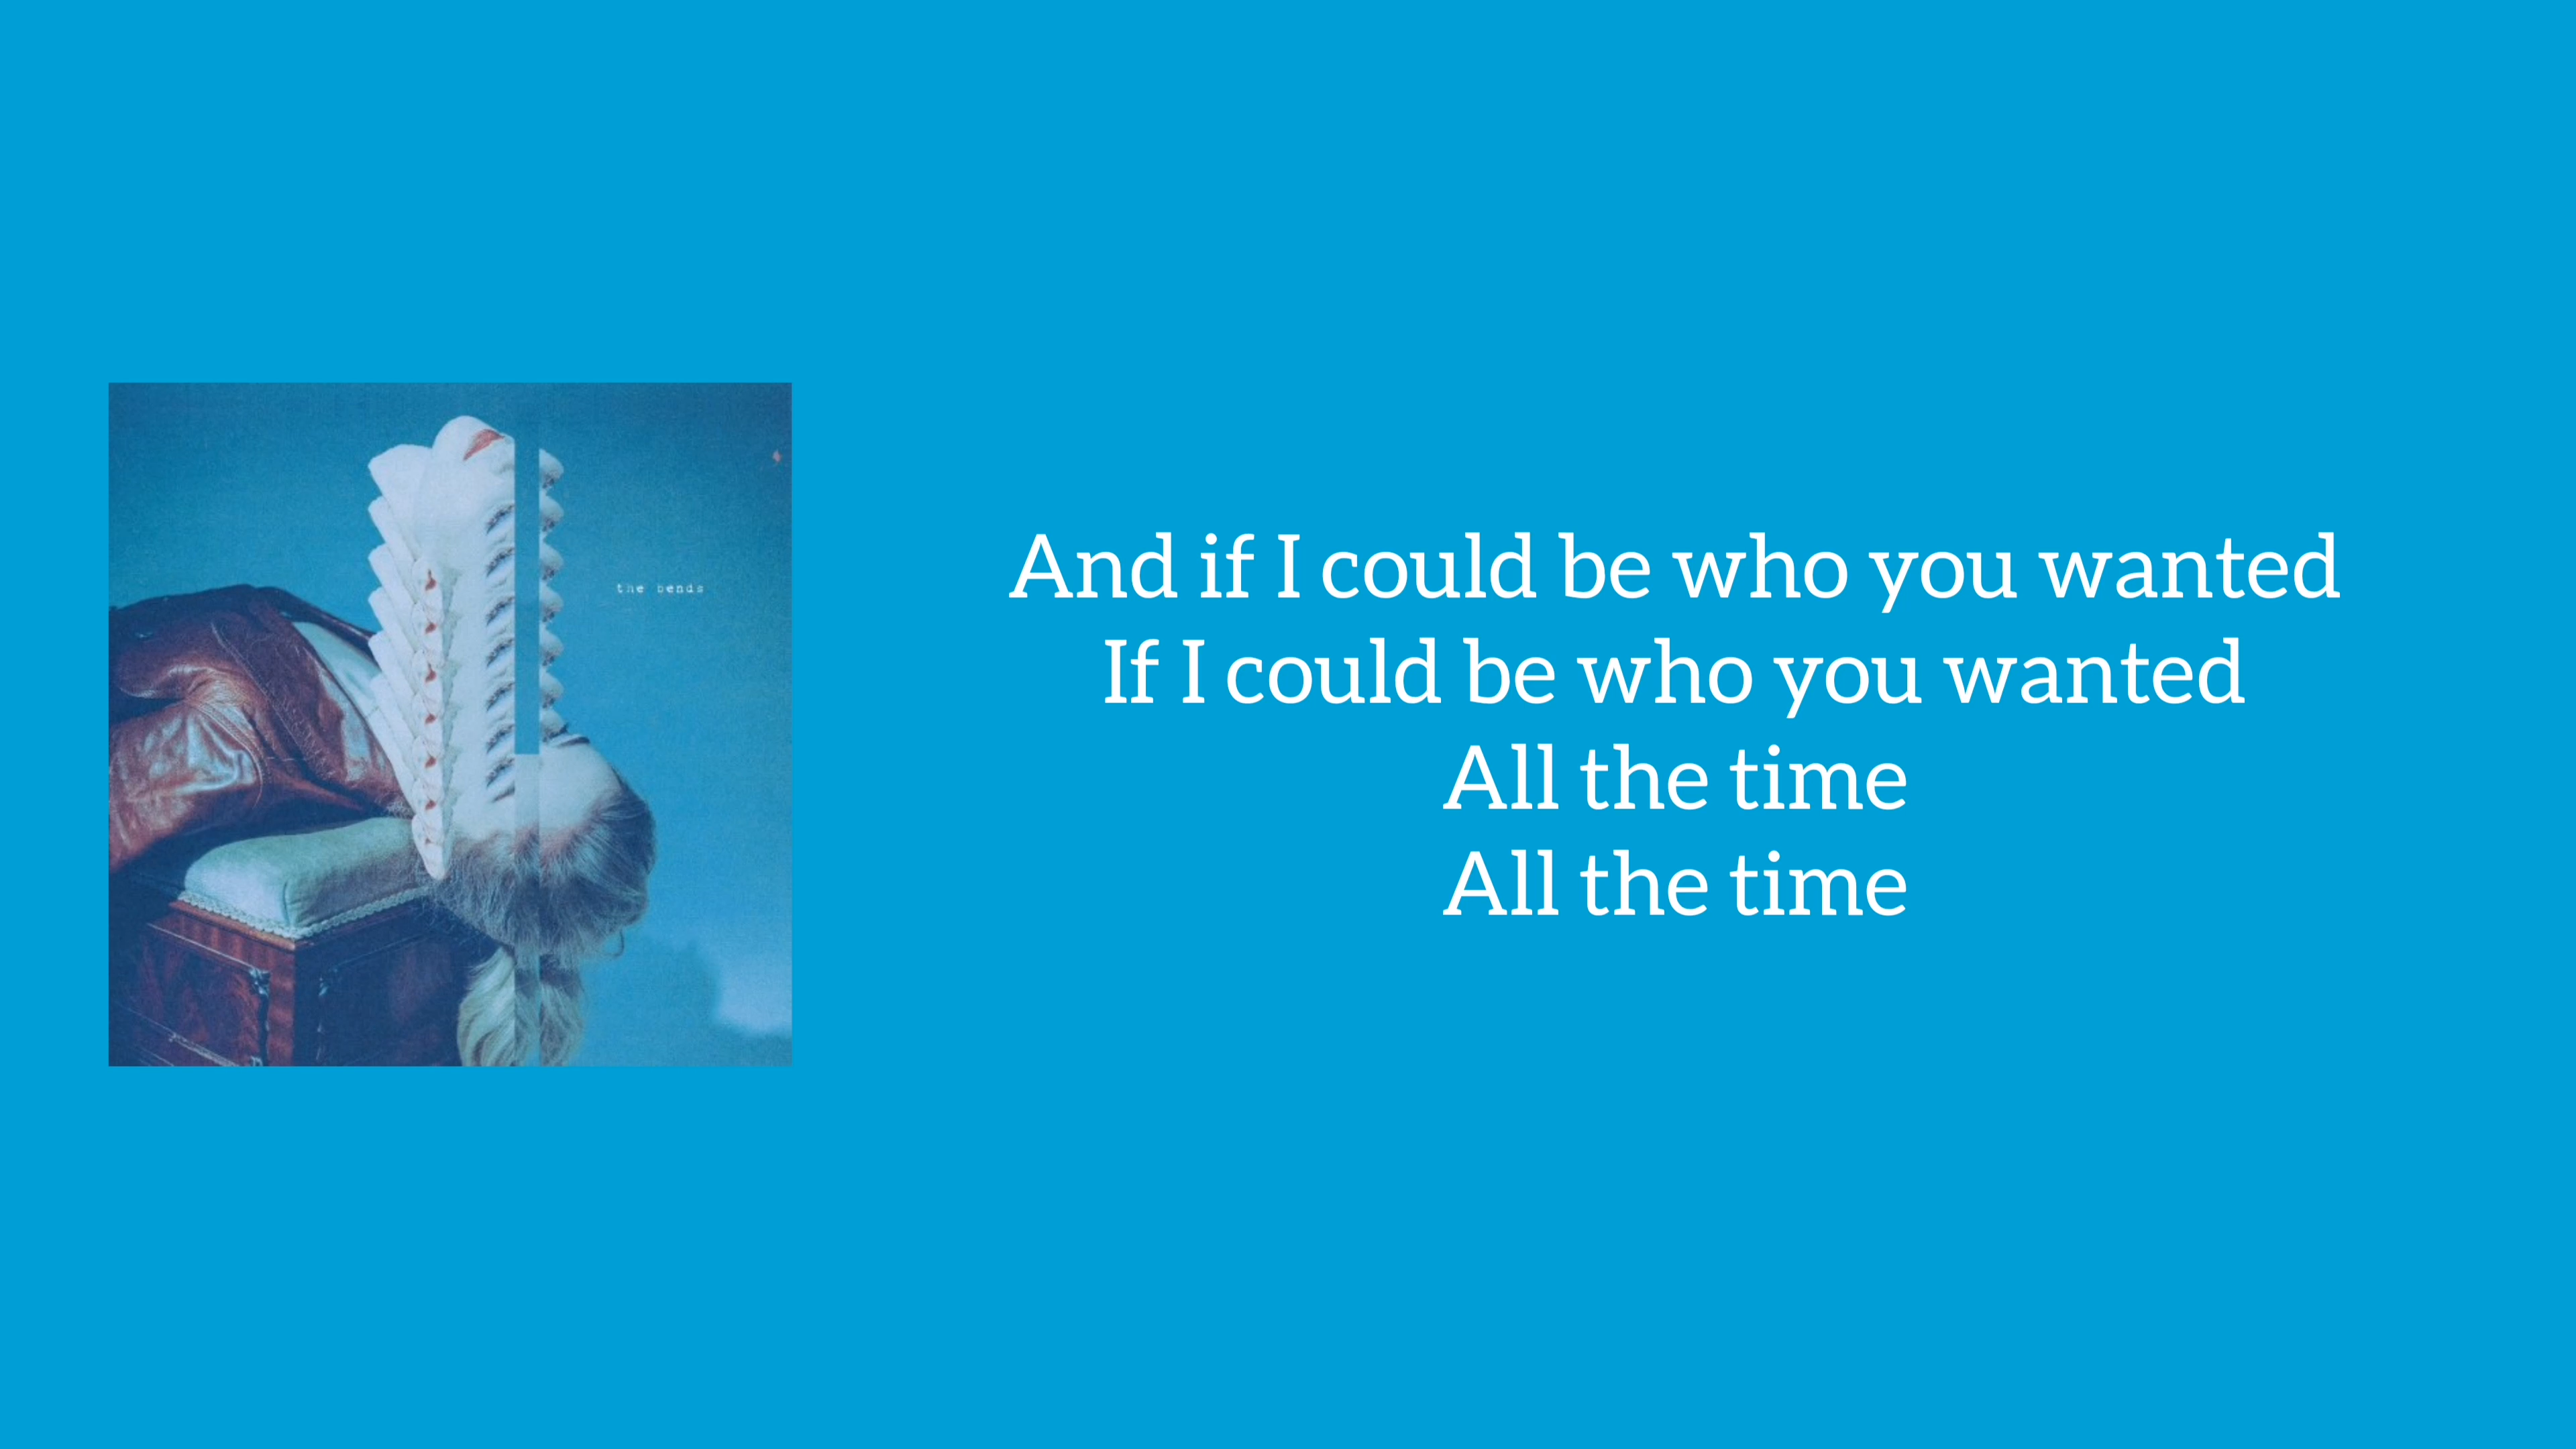 the bends
And if I could be who you wanted
If I could be who you wanted
All the time
All the time